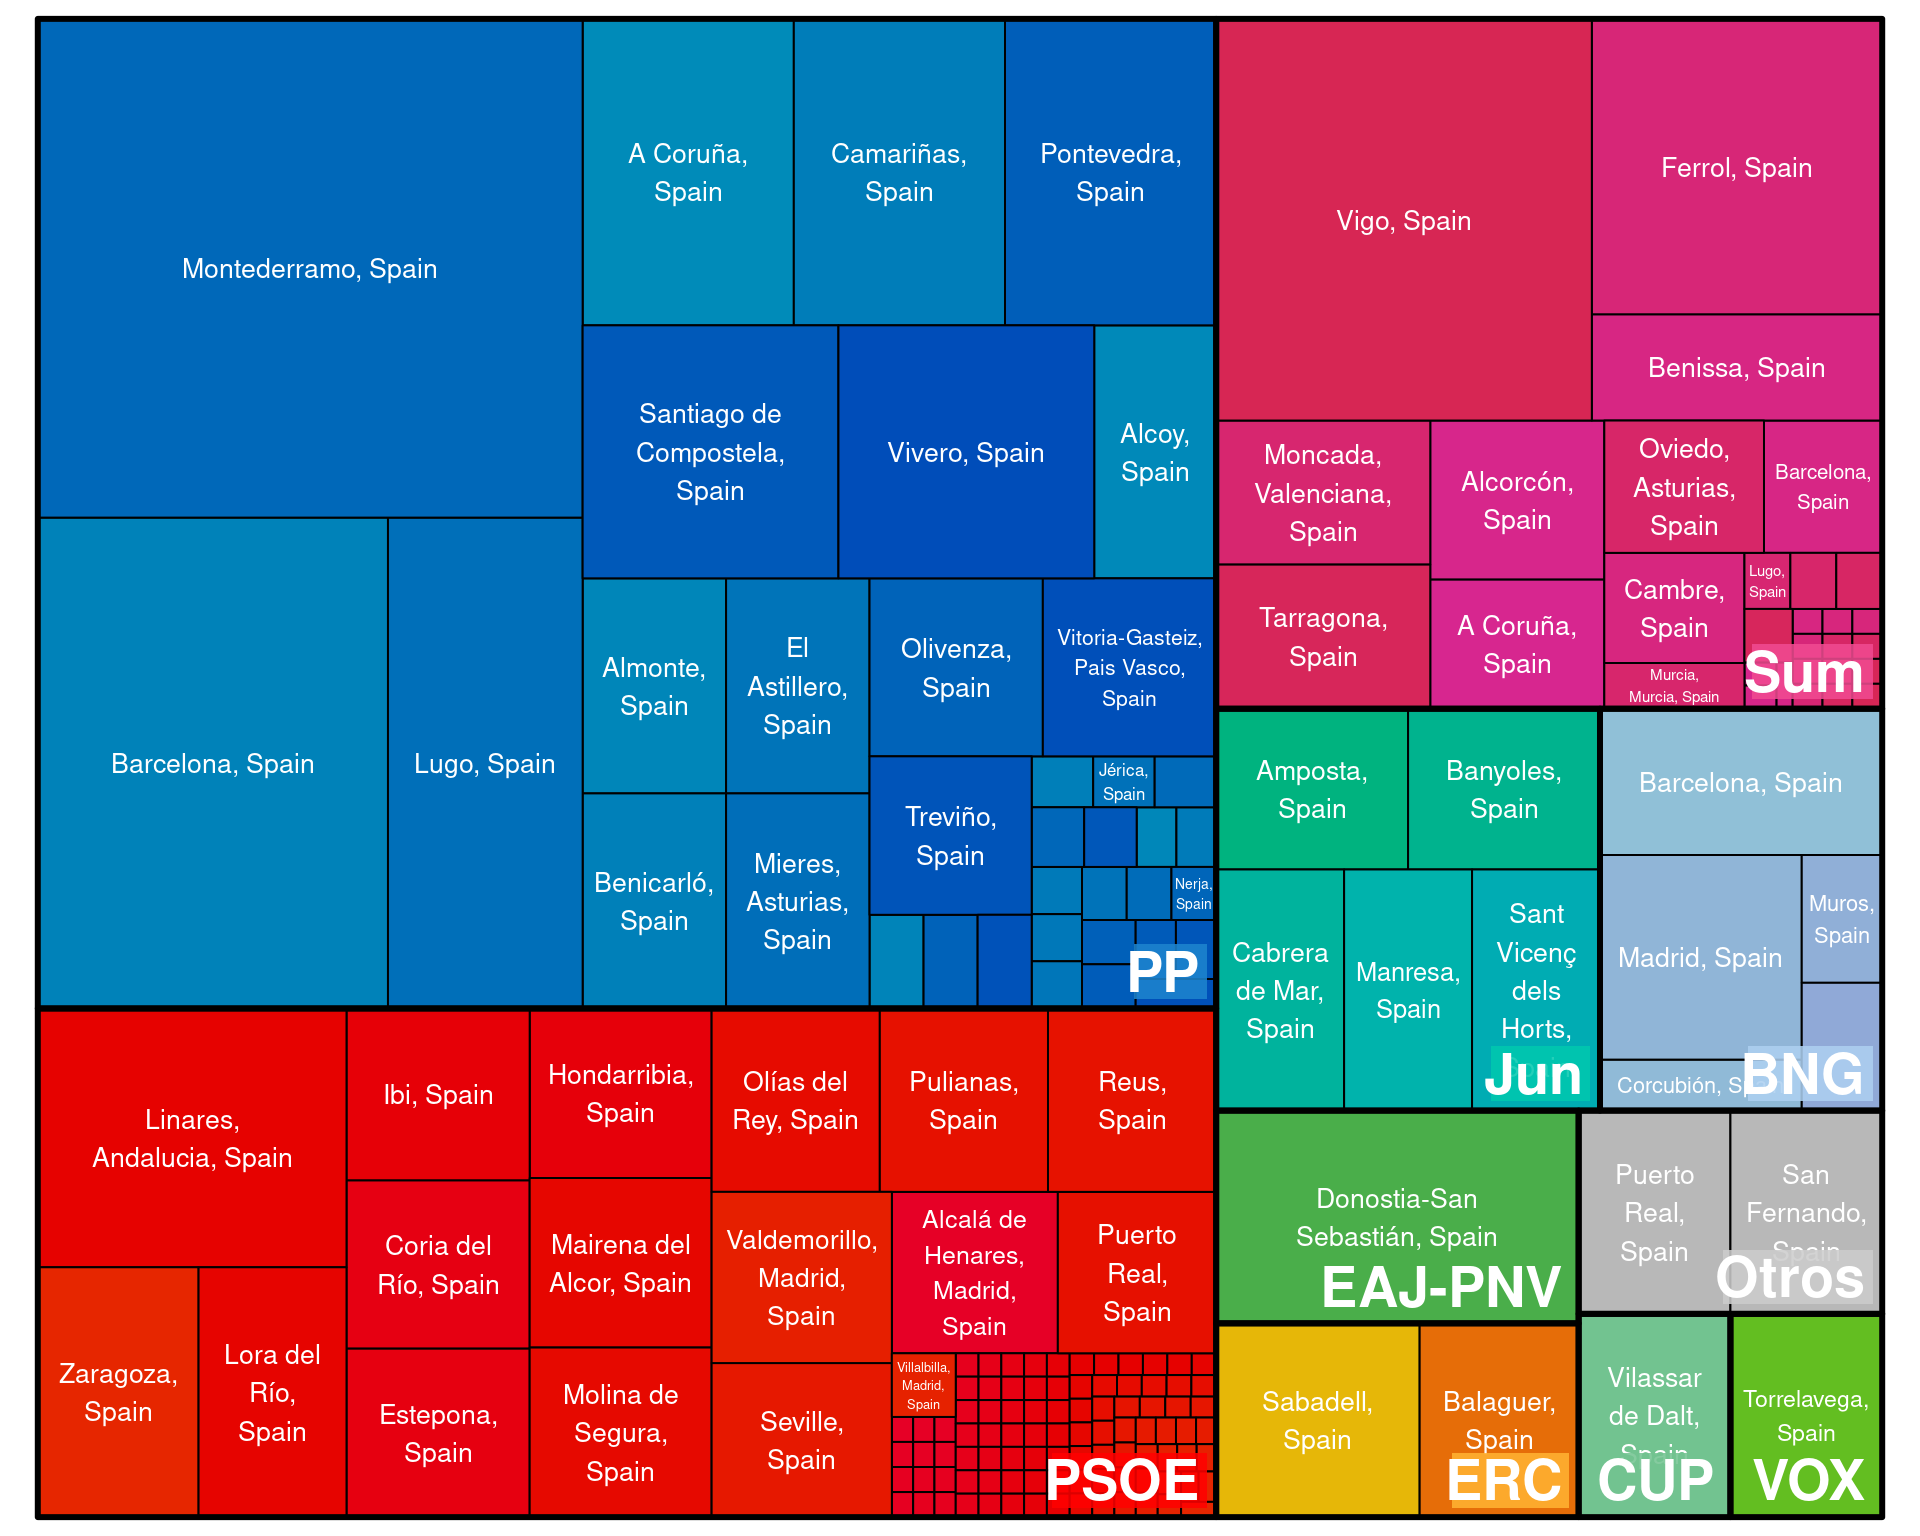 Montederramo, Spain
A Coruña,
Spain
Camariñas,
Spain
Pontevedra,
Spain
Santiago de
Compostela,
Spain
Vivero, Spain
Alcoy,
Spain
Barcelona, Spain
Lugo, Spain
Almonte,
Spain
El
Astillero,
Spain
Olivenza,
Spain
Vitoria-Gasteiz,
Pais Vasco,
Spain
Benicarló,
Spain
Mieres,
Asturias,
Spain
Treviño,
Spain
Jérica,
Spain
Nerja,
Spain
PP
Linares,
Andalucia, Spain
Zaragoza,
Spain
Lora del
Río,
Spain
Ibi, Spain
Coria del
Río, Spain
Estepona,
Spain
Hondarribia,
Spain
Mairena del
Alcor, Spain
Molina de
Segura,
Spain
Olías del
Rey, Spain
Pulianas,
Spain
Reus,
Spain
Valdemorillo,
Madrid,
Spain
Seville,
Spain
Alcalá de
Henares,
Madrid,
Spain
Puerto
Real,
Spain
Villalbilla,
Madrid,
Spain
PSOE
Vigo, Spain
Ferrol, Spain
Benissa, Spain
Moncada,
Valenciana,
Spain
Tarragona,
Spain
Alcorcón,
Spain
A Coruña,
Spain
Oviedo,
Asturias,
Spain
Barcelona,
Spain
Cambre,
Spain
Lugo,
Spain
Murcia,
Murcia, Spain
Sum
Amposta,
Spain
Banyoles,
Spain
Cabrera
de Mar,
Spain
Manresa,
Spain
Sant
Vicenç
dels
Horts,
Jun
Barcelona, Spain
Madrid, Spain
Muros,
Spain
Corcubión, Spain
BNG
Donostia-San
Sebastián, Spain
EAJ-PNV
Puerto
Real,
Spain
San
Fernando,
Spain
Otros
Sabadell,
Spain
Balaguer,
Spain
ERC
Vilassar
de Dalt,
Spain
CUP
Torrelavega,
Spain
VOX